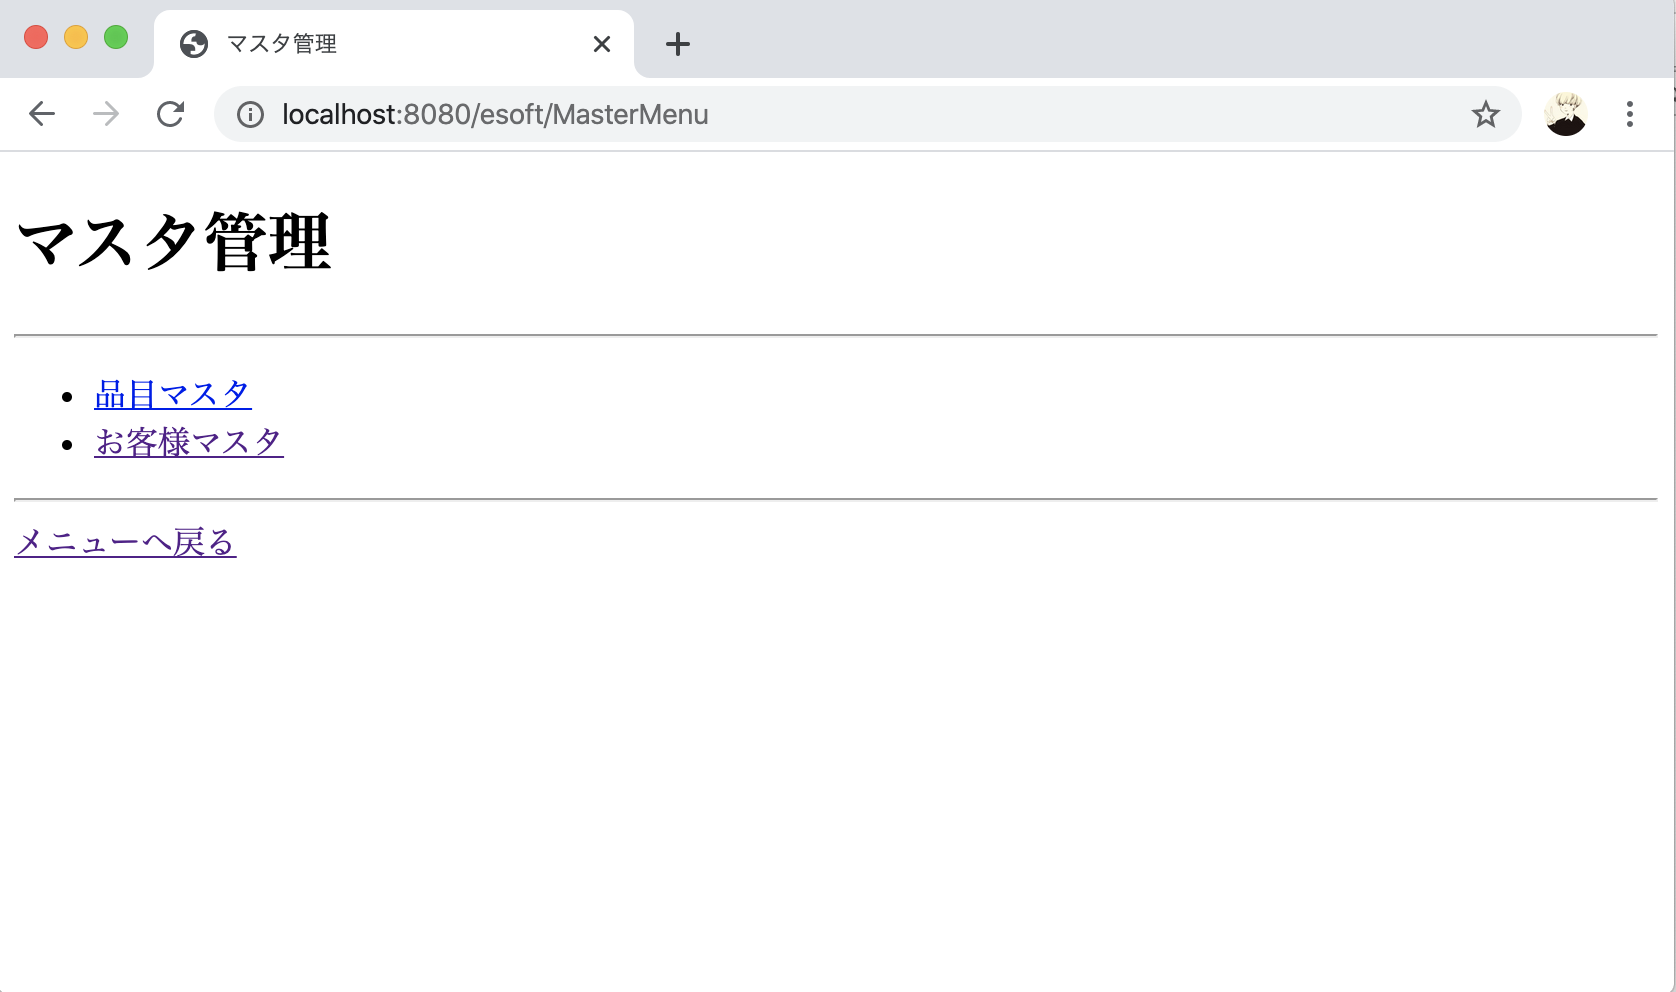 マスタ管理
localhost:8080/esoft/MasterMenu
マスタ管理
品目マスタ
お客様マスタ
メニューへ戻る